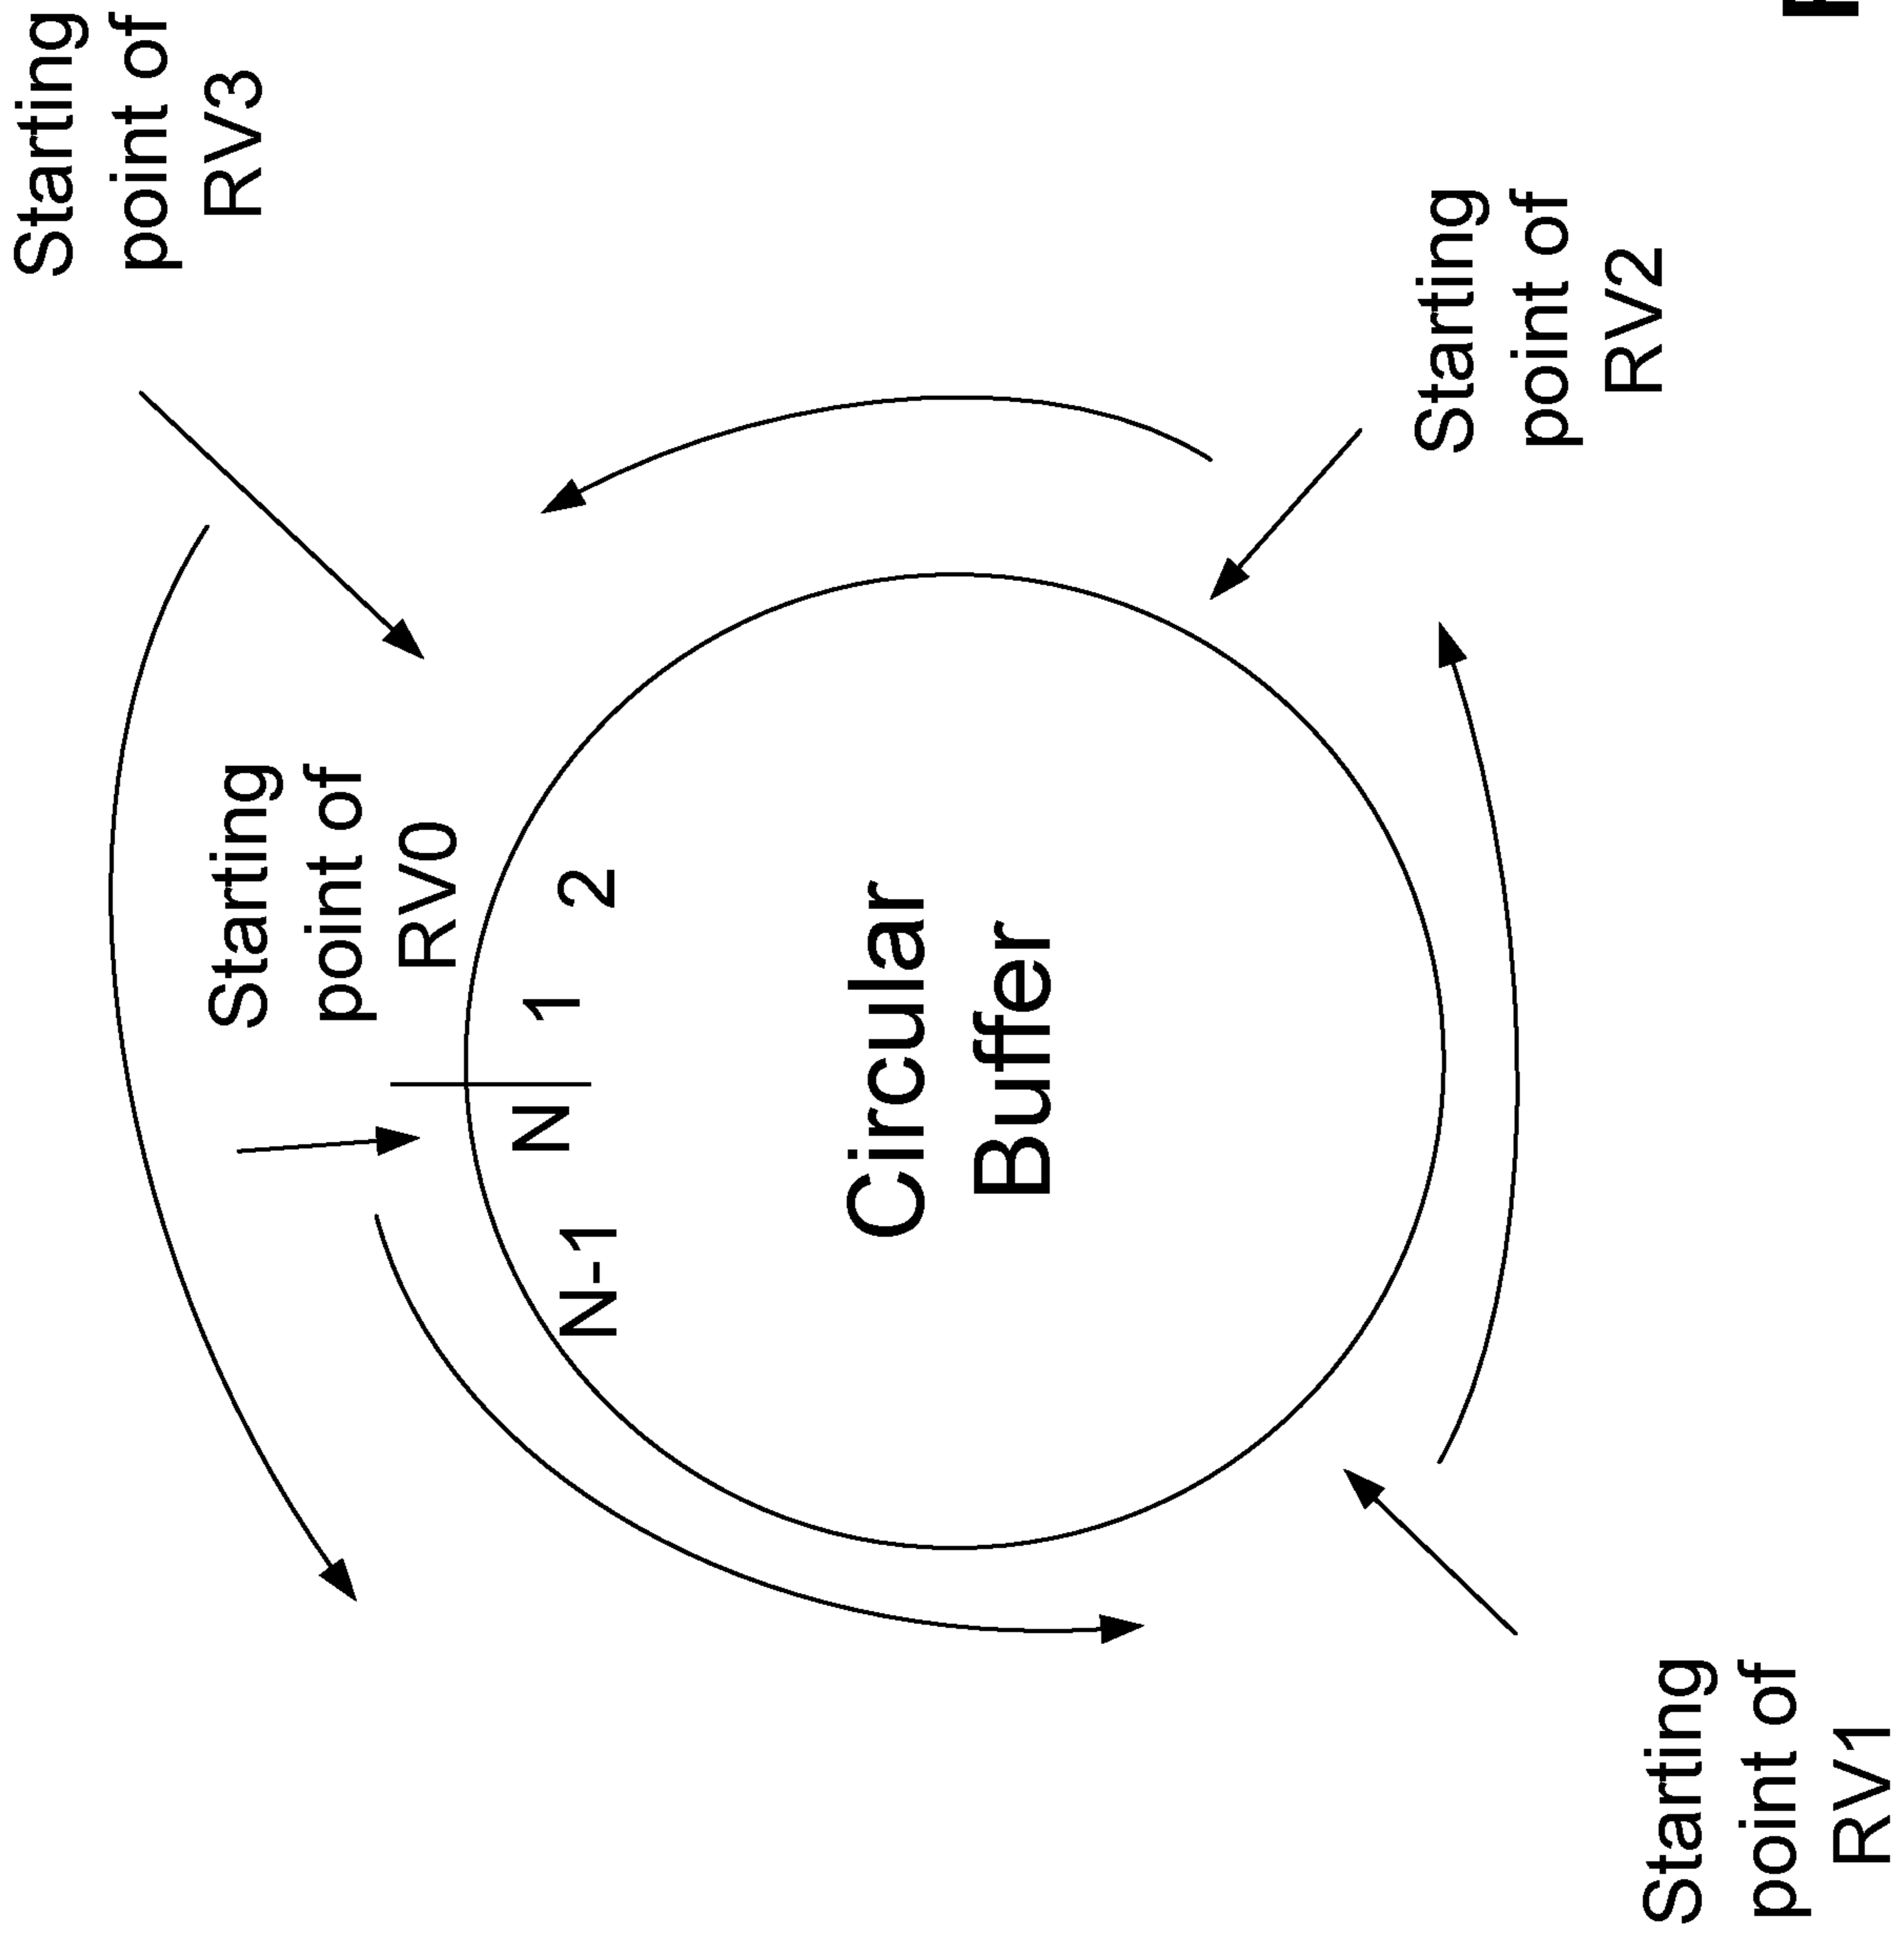 Starting
point of
RV3
Starting
point of
RV0
N-1 N 1 2
Circular
Buffer
Starting
point of
RV2
Starting
point of
RV1